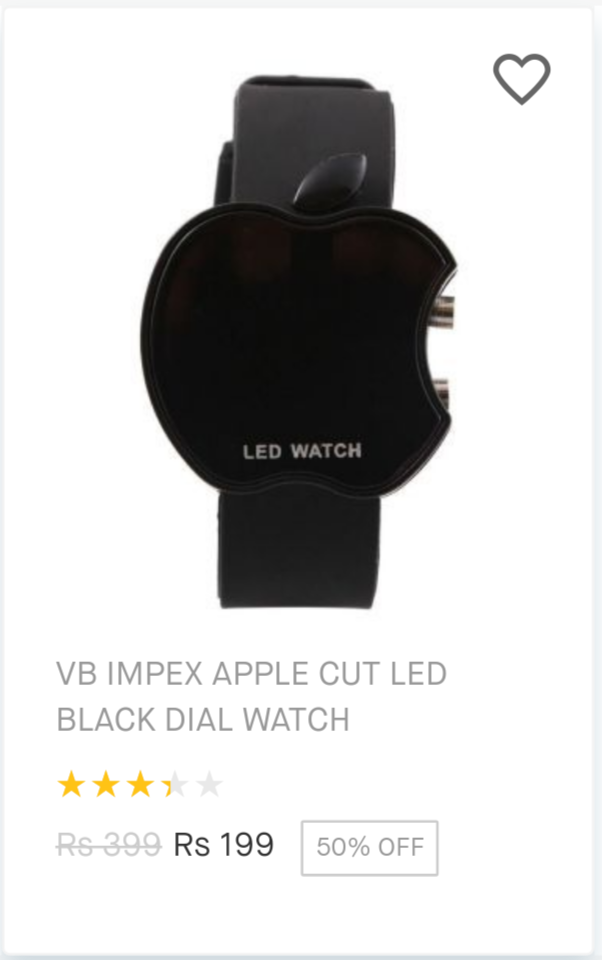 LED WATCH
VB IMPEX APPLE CUT LED
BLACK DIAL WATCH
Rs 399 Rs 199 50% OFF